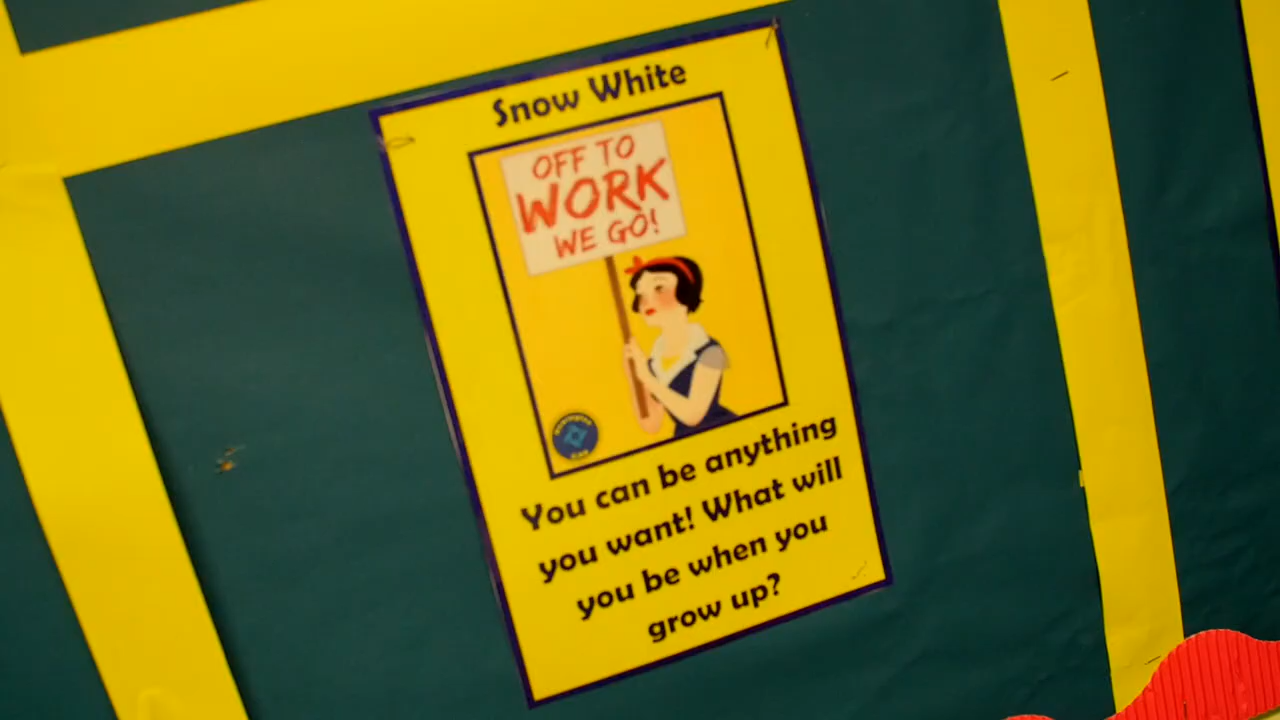 Snow White
OFF TO
WORK
WE GO!
You can be anything
you want! What will
you be when you
grow up?